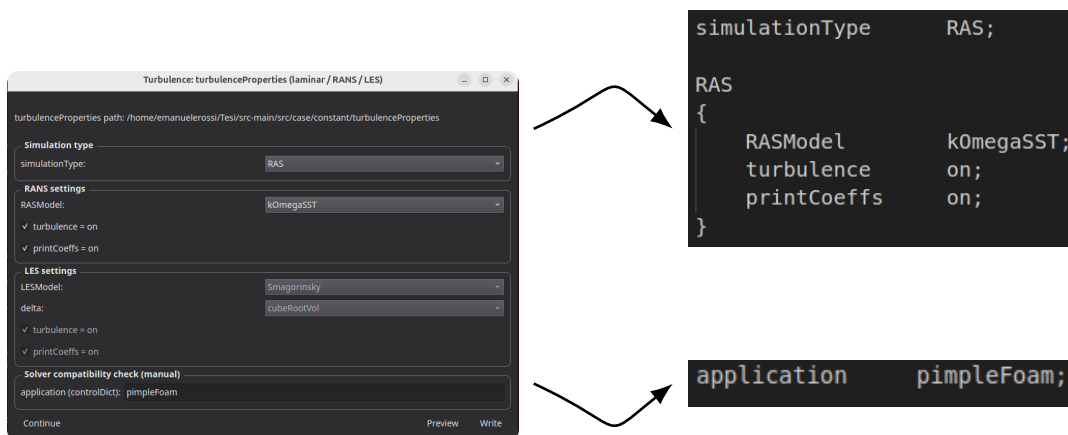 Turbulence: turbulenceProperties (laminar / RANS / LES)
turbulenceProperties path: /home/emanuelerossi/Tesi/src-main/src/case/constant/turbulenceProperties
Simulation type
simulationType: RAS
RANS settings
RASModel: kOmegaSST
turbulence = on
printCoeffs = on
LES settings
LESModel: Smagorinsky
delta: cubeRootVol
turbulence = on
printCoeffs = on
Solver compatibility check (manual)
application (controlDict): pimpleFoam
Continue Preview Write
simulationType RAS;
RAS
{
RASModel kOmegaSST;
turbulence on;
printCoeffs on;
}
application pimpleFoam;